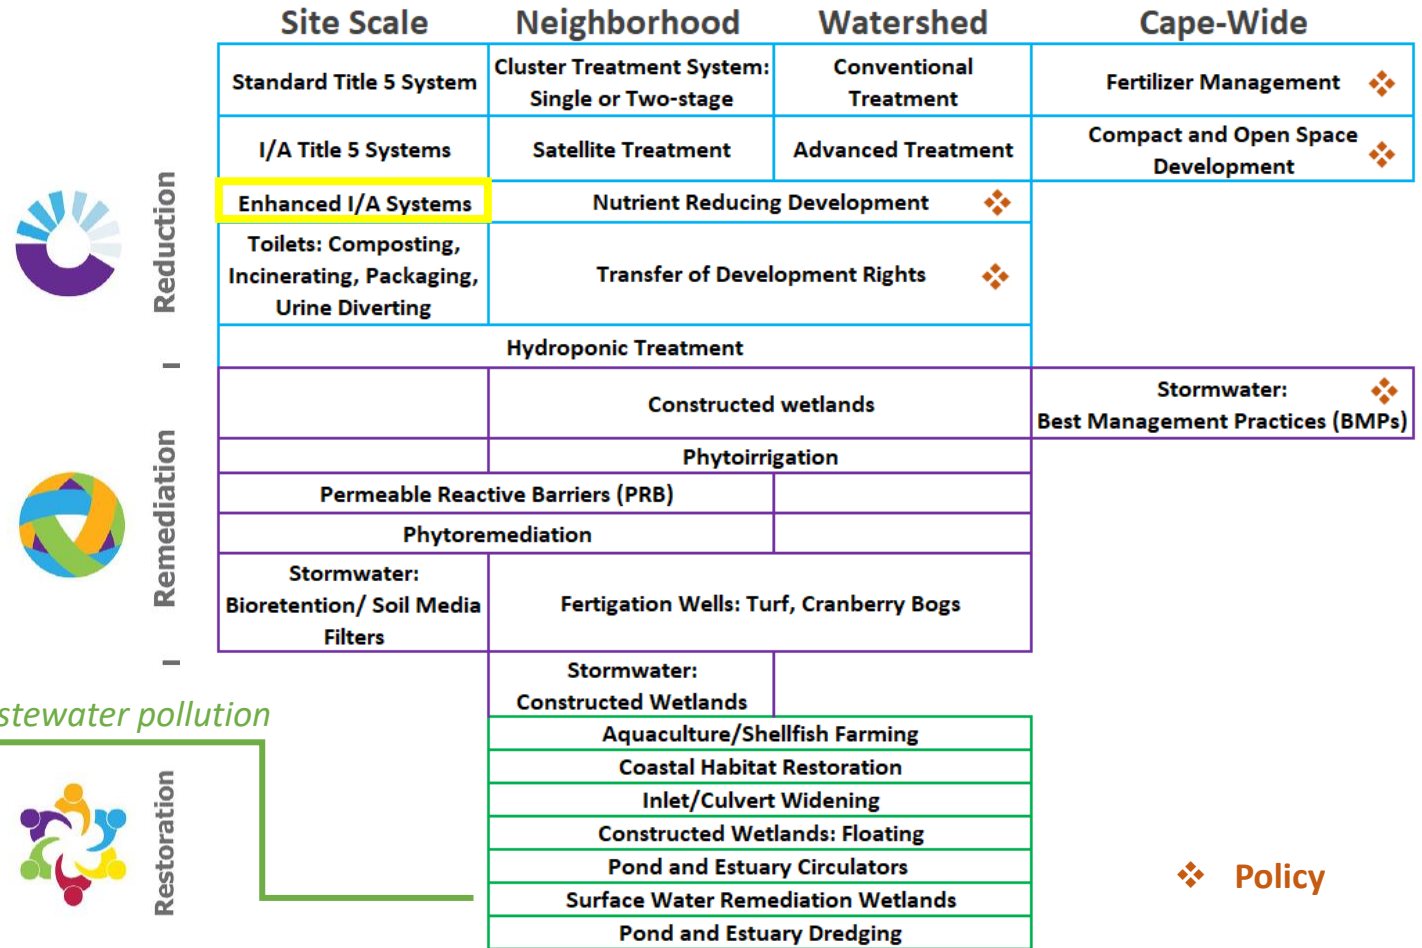 Site Scale Neighborhood Watershed Cape-Wide
Standard Title 5 System
Cluster Treatment System:
Single or Two-stage
Conventional
Treatment
Fertilizer Management
I/A Title 5 Systems
Satellite Treatment
Advanced Treatment
Compact and Open Space
Development
Enhanced I/A Systems
Nutrient Reducing Development
Toilets: Composting,
Incinerating, Packaging,
Urine Diverting
Transfer of Development Rights
Hydroponic Treatment
Reduction
Constructed wetlands
Stormwater:
Best Management Practices (BMPs)
Phytoirrigation
Permeable Reactive Barriers (PRB)
Phytoremediation
Stormwater:
Bioretention/ Soil Media
Filters
Fertigation Wells: Turf, Cranberry Bogs
Stormwater:
Constructed Wetlands
Remediation
stewater pollution
Aquaculture/Shellfish Farming
Coastal Habitat Restoration
Inlet/Culvert Widening
Constructed Wetlands: Floating
Pond and Estuary Circulators
Surface Water Remediation Wetlands
Pond and Estuary Dredging
Restoration
Policy